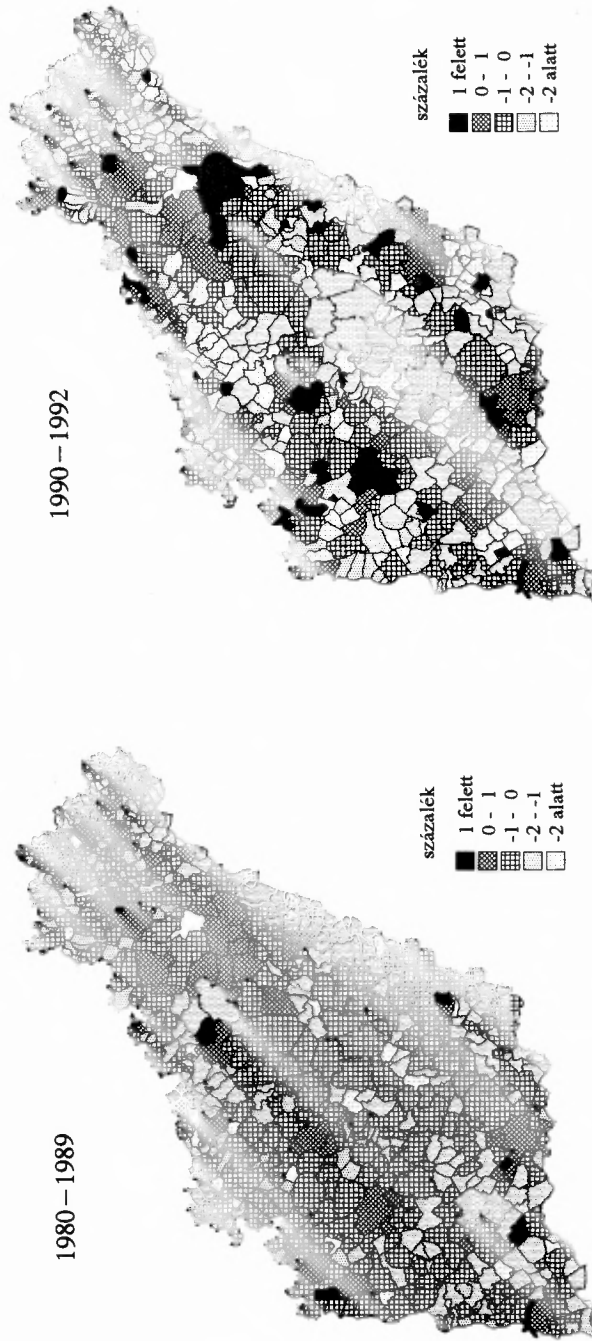 1990—1992
százalék
1 felett
0 - 1
-1 - 0
-2 - -1
-2 alatt
1980—1989
százalék
1 felett
0 - 1
-1 - 0
-2 - -1
-2 alatt